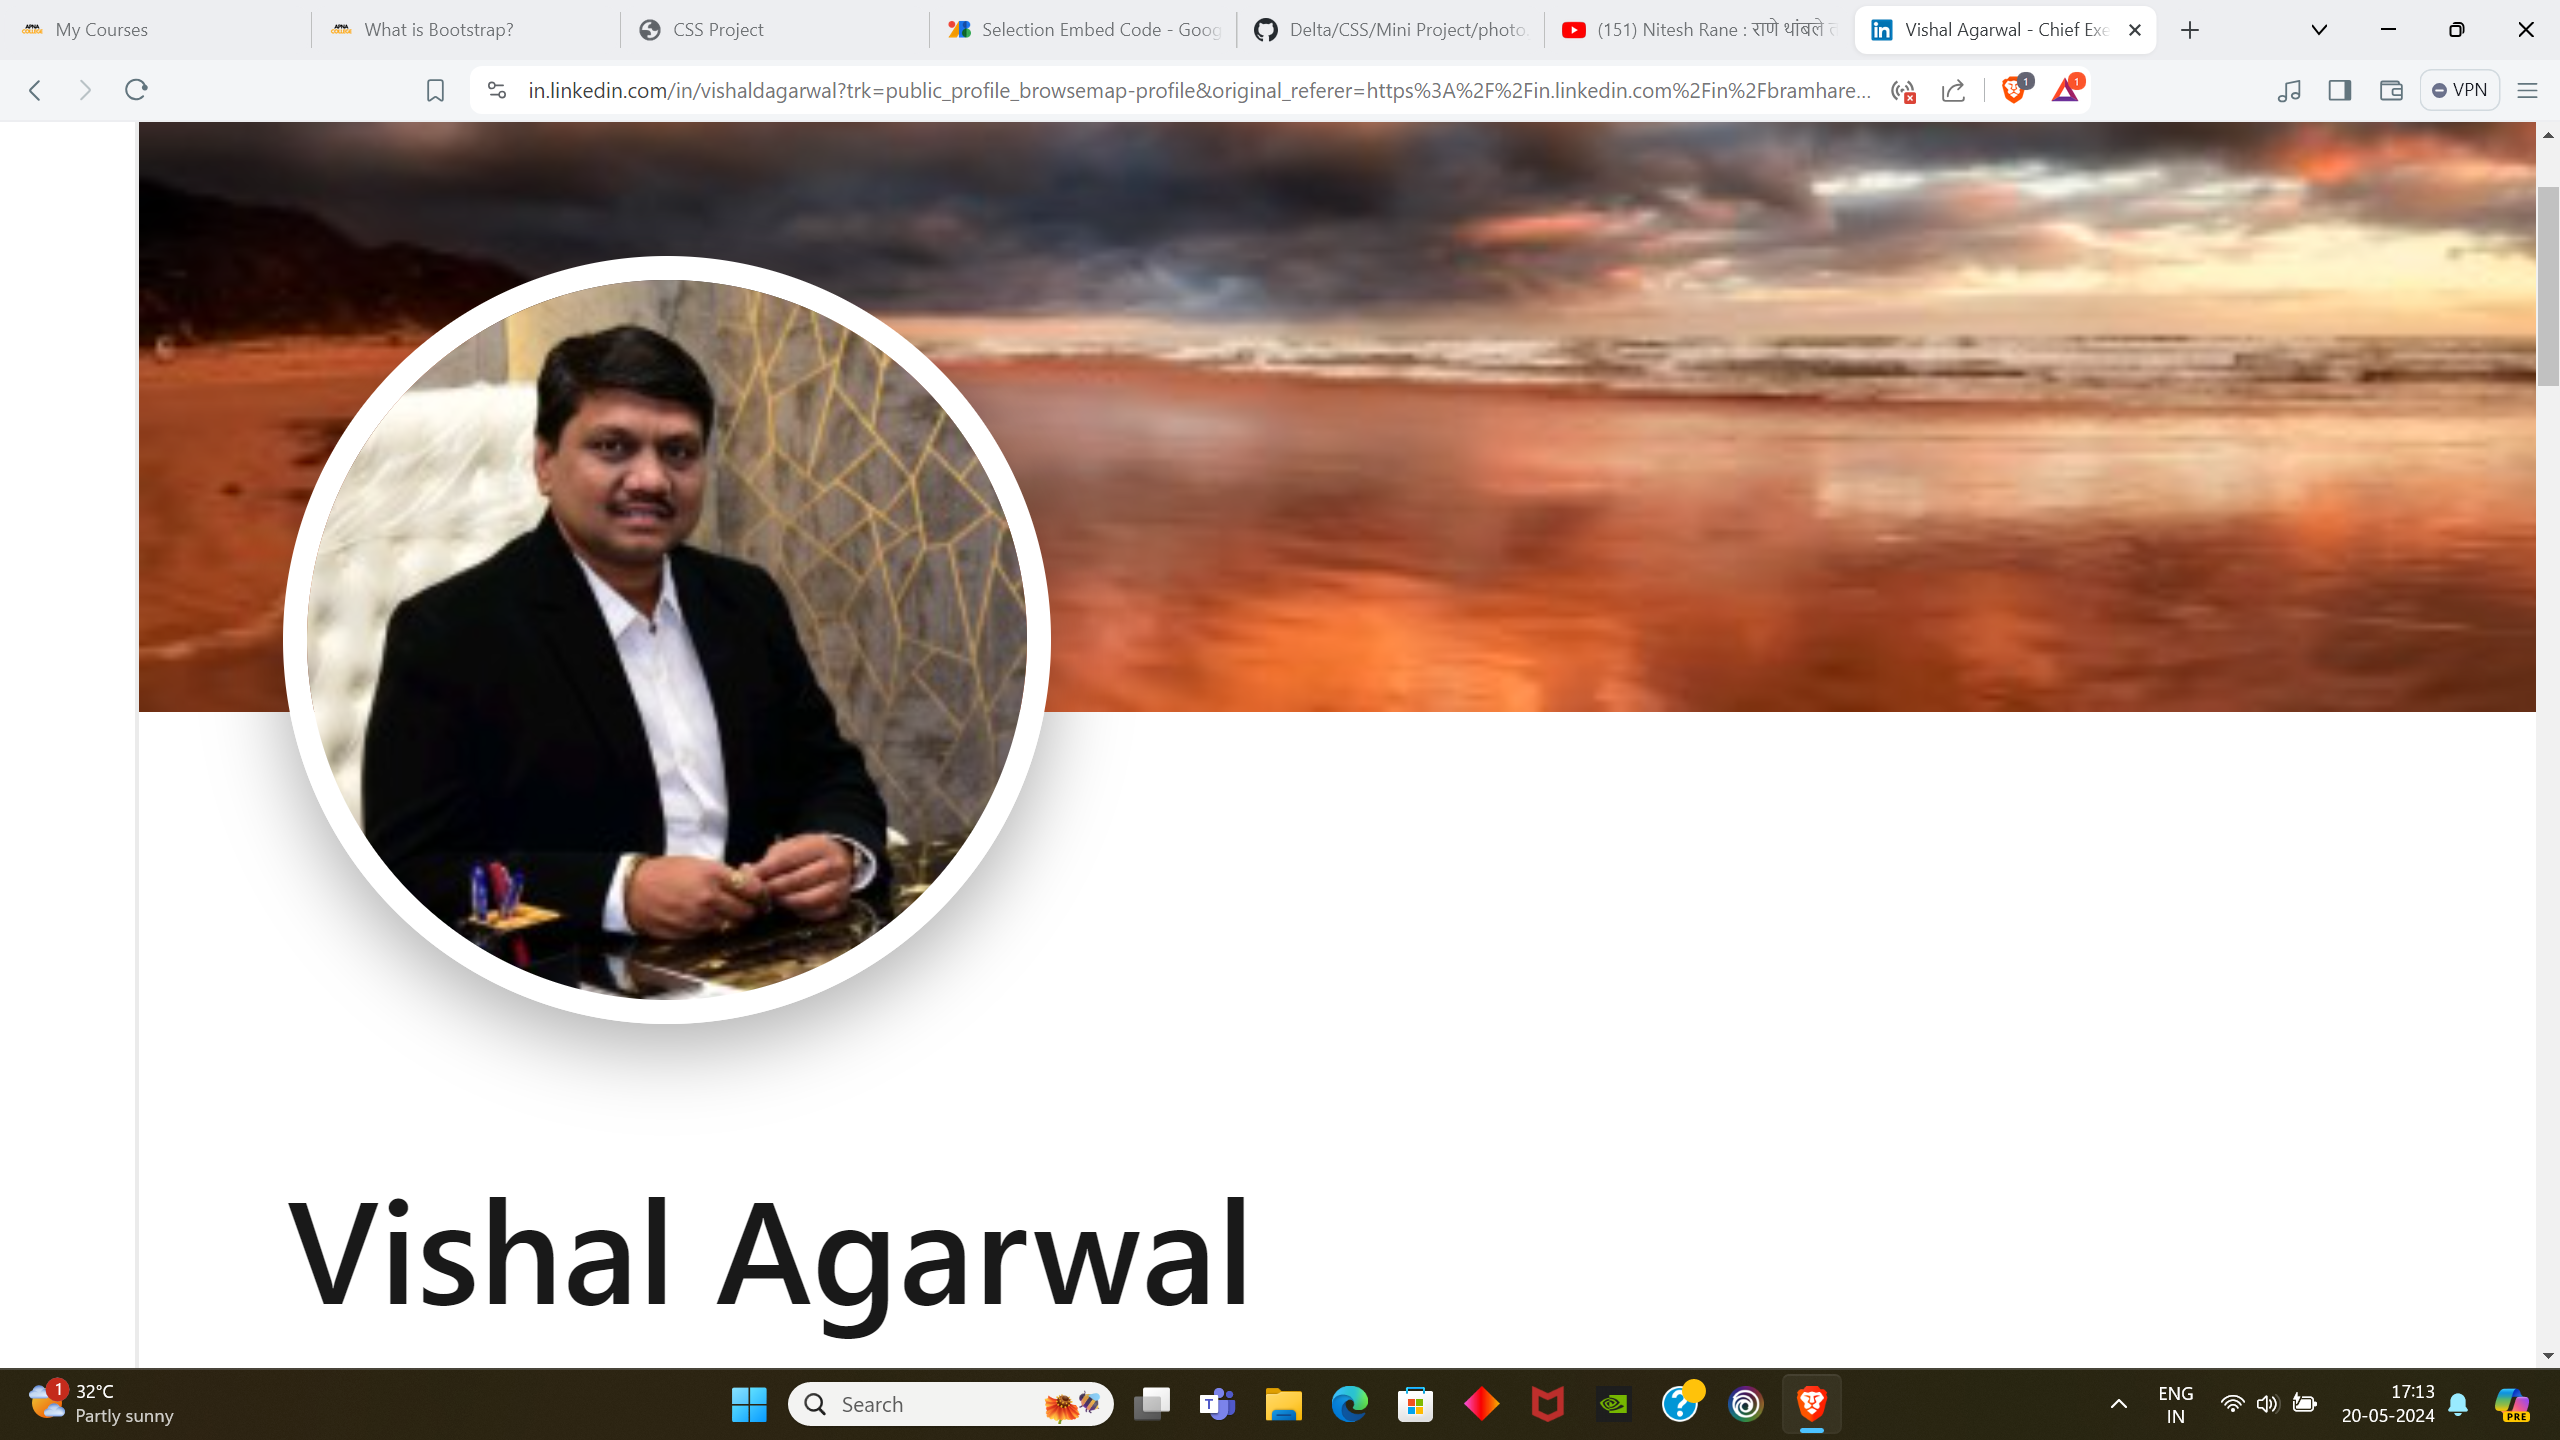 My Courses
What is Bootstrap?
CSS Project
Selection Embed Code - Goog
Delta/CSS/Mini Project/photo.
(151) Nitesh Rane : राणे थांबले
Vishal Agarwal - Chief Exe
in.linkedin.com/in/vishaldagarwal?trk=public_profile_browsemap-profile&original_referer=https%3A%2F%2Fin.linkedin.com%2Fin%2Fbramhare...
1
1
VPN
Vishal Agarwal
1
32°C
Partly sunny
Search
ENG
IN
17:13
20-05-2024
PRE